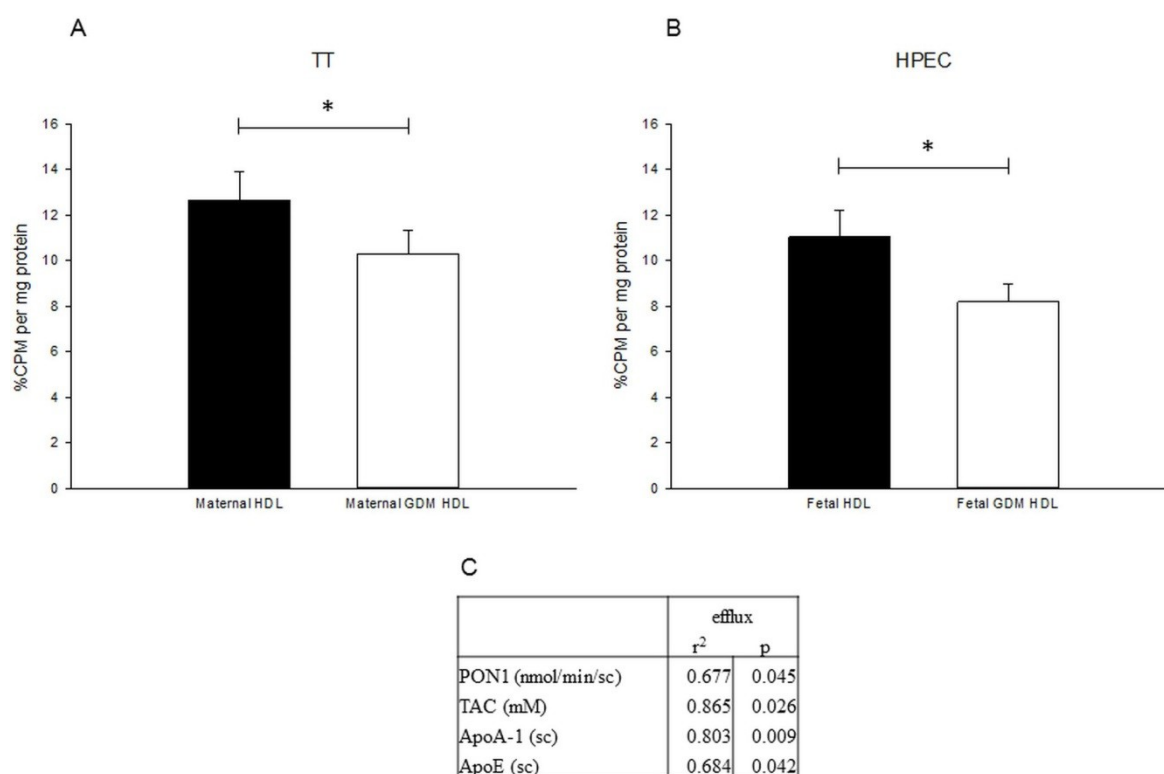 A
TT
*
16
14
12
10
8
6
4
2
0
%CPM per mg protein
Maternal HDL
Maternal GDM HDL
B
HPEC
*
16
14
12
10
8
6
4
2
0
%CPM per mg protein
Fetal HDL
Fetal GDM HDL
C
efflux
r² p
PON1 (nmol/min/sc) 0.677 0.045
TAC (mM) 0.865 0.026
ApoA-1 (sc) 0.803 0.009
ApoE (sc) 0.684 0.042